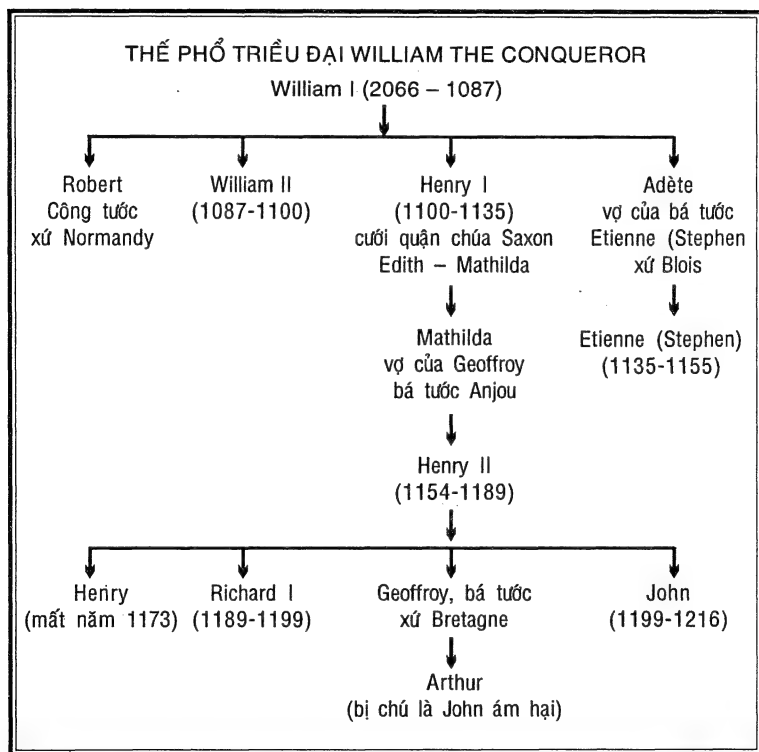 THẾ PHỔ TRIỀU ĐẠI WILLIAM THE CONQUEROR
William I (2066 – 1087)
Robert
Công tước
xứ Normandy
William II
(1087-1100)
Henry I
(1100-1135)
cưới quận chúa Saxon
Edith – Mathilda
Adète
vợ của bá tước
Etienne (Stephen
xứ Blois
Mathilda
vợ của Geoffroy
bá tước Anjou
Etienne (Stephen)
(1135-1155)
Henry II
(1154-1189)
Henry
(mất năm 1173)
Richard I
(1189-1199)
Geoffroy, bá tước
xứ Bretagne
John
(1199-1216)
Arthur
(bị chú là John ám hại)